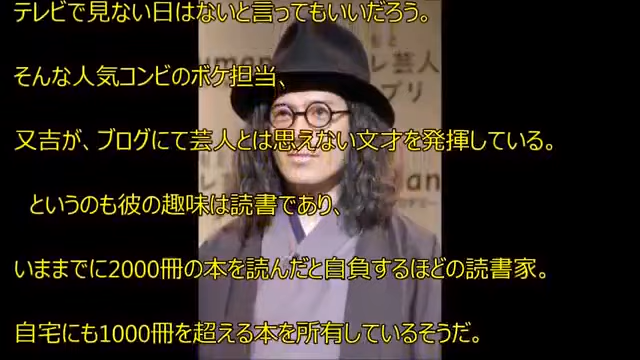 テレビで見ない日はないと言ってもいいだろう。
そんな人気コンビのボケ担当、
又吉が、ブログにて芸人とは思えない文才を発揮している。
というのも彼の趣味は読書であり、
いままでに2000冊の本を読んだと自負するほどの読書家。
自宅にも1000冊を超える本を所有しているそうだ。